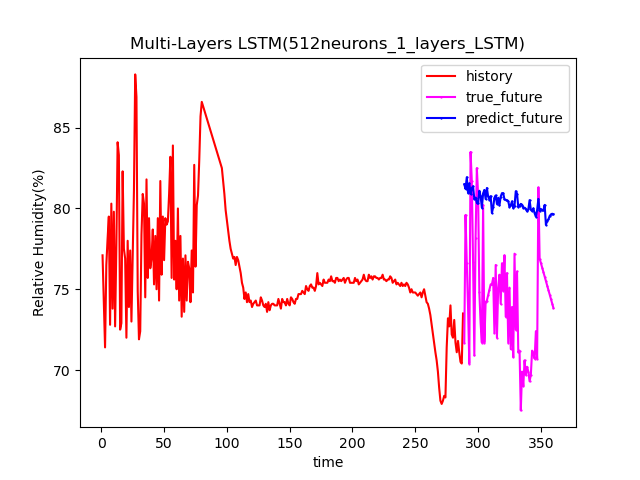 Multi-Layers LSTM(512neurons_1_layers_LSTM)
history
true_future
predict_future
Relative Humidity(%)
85
80
75
70
0 50 100 150 200 250 300 350
time